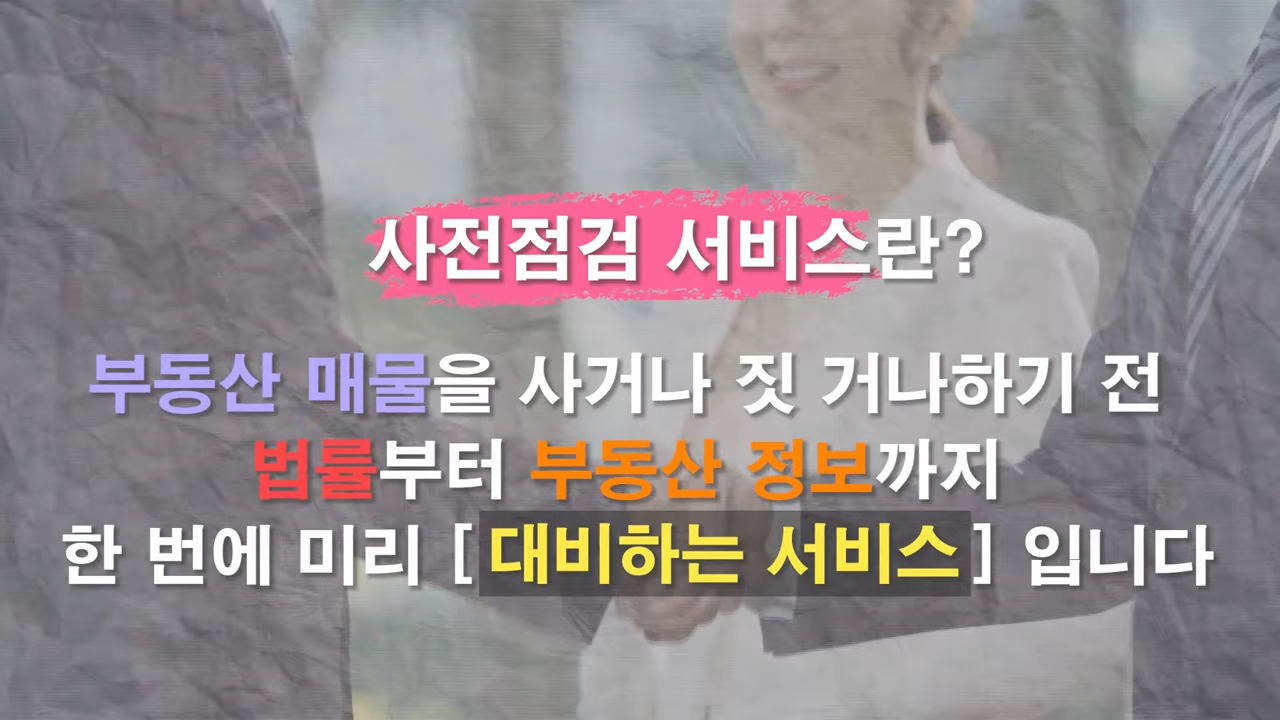 사전점검 서비스란?
부동산 매물을 사거나 짓 거나하기 전
법률부터 부동산 정보까지
한 번에 미리 [대비하는 서비스] 입니다